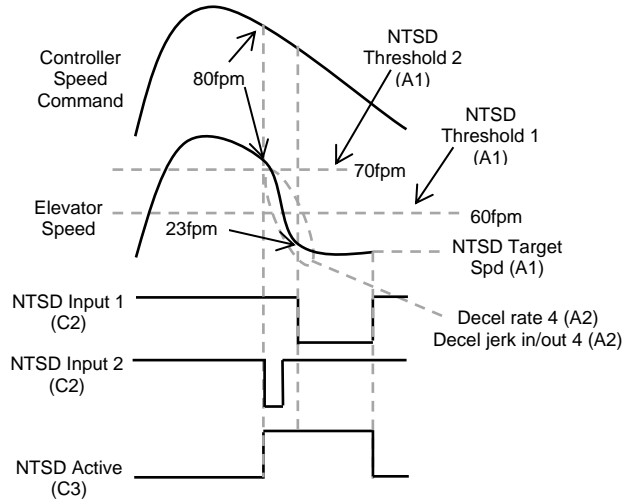 Controller
Speed
Command
80fpm
NTSD
Threshold 2
(A1)
NTSD
Threshold 1
(A1)
70fpm
60fpm
Elevator
Speed
23fpm
NTSD Target
Spd (A1)
NTSD Input 1
(C2)
Decel rate 4 (A2)
Decel jerk in/out 4 (A2)
NTSD Input 2
(C2)
NTSD Active
(C3)